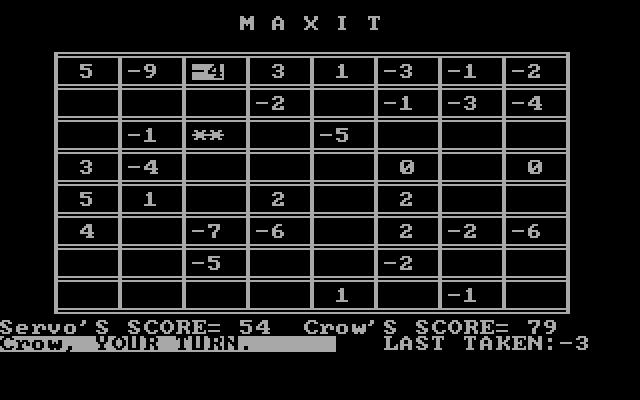 M A X I T
5 -9 -4 3 1 -3 -1 -2
-2 -1 -3 -4
-1 ** -5
3 -4 0 0
5 1 2 2
4 -7 -6 2 -2 -6
-5 -2
1 -1
Servo'S SCORE= 54 Crow'S SCORE= 79
Crow, YOUR TURN. LAST TAKEN:-3